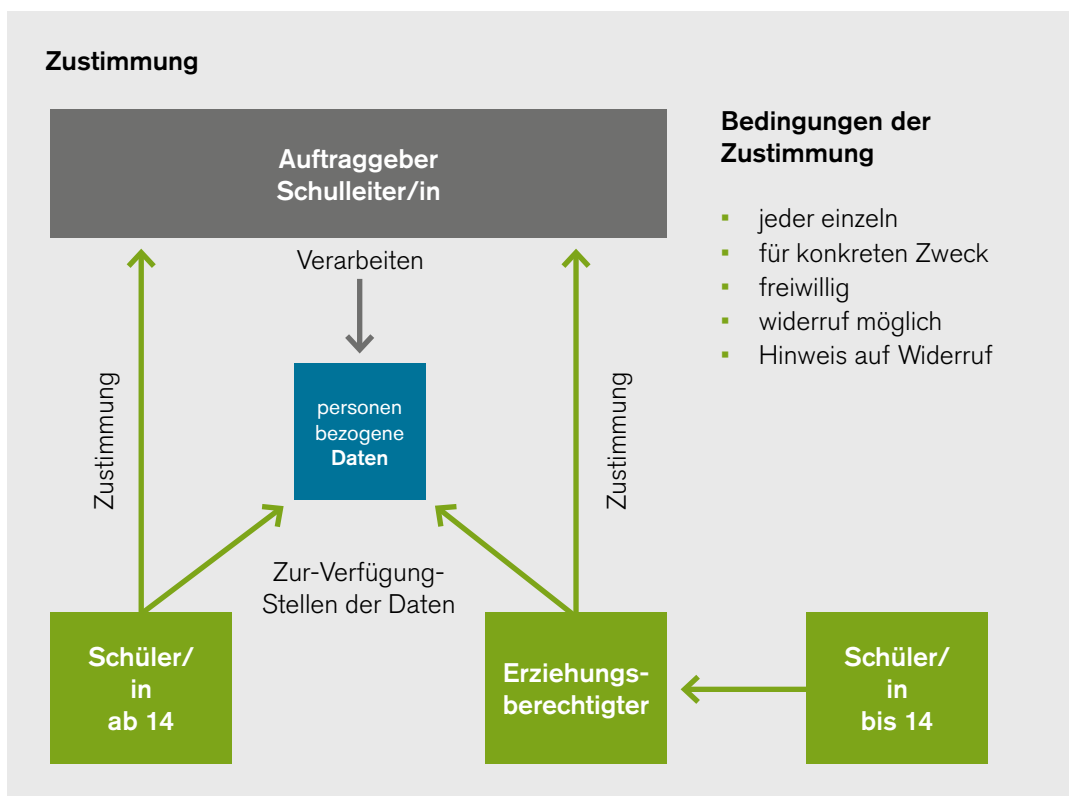 Zustimmung
Auftraggeber
Schulleiter/in
Bedingungen der
Zustimmung
▪ jeder einzeln
▪ für konkreten Zweck
▪ freiwillig
▪ widerruf möglich
▪ Hinweis auf Widerruf
Verarbeiten
Zustimmung
personen
bezogene
Daten
Zustimmung
Zur-Verfügung-
Stellen der Daten
Schüler/
in
ab 14
Erziehungs-
berechtigter
Schüler/
in
bis 14